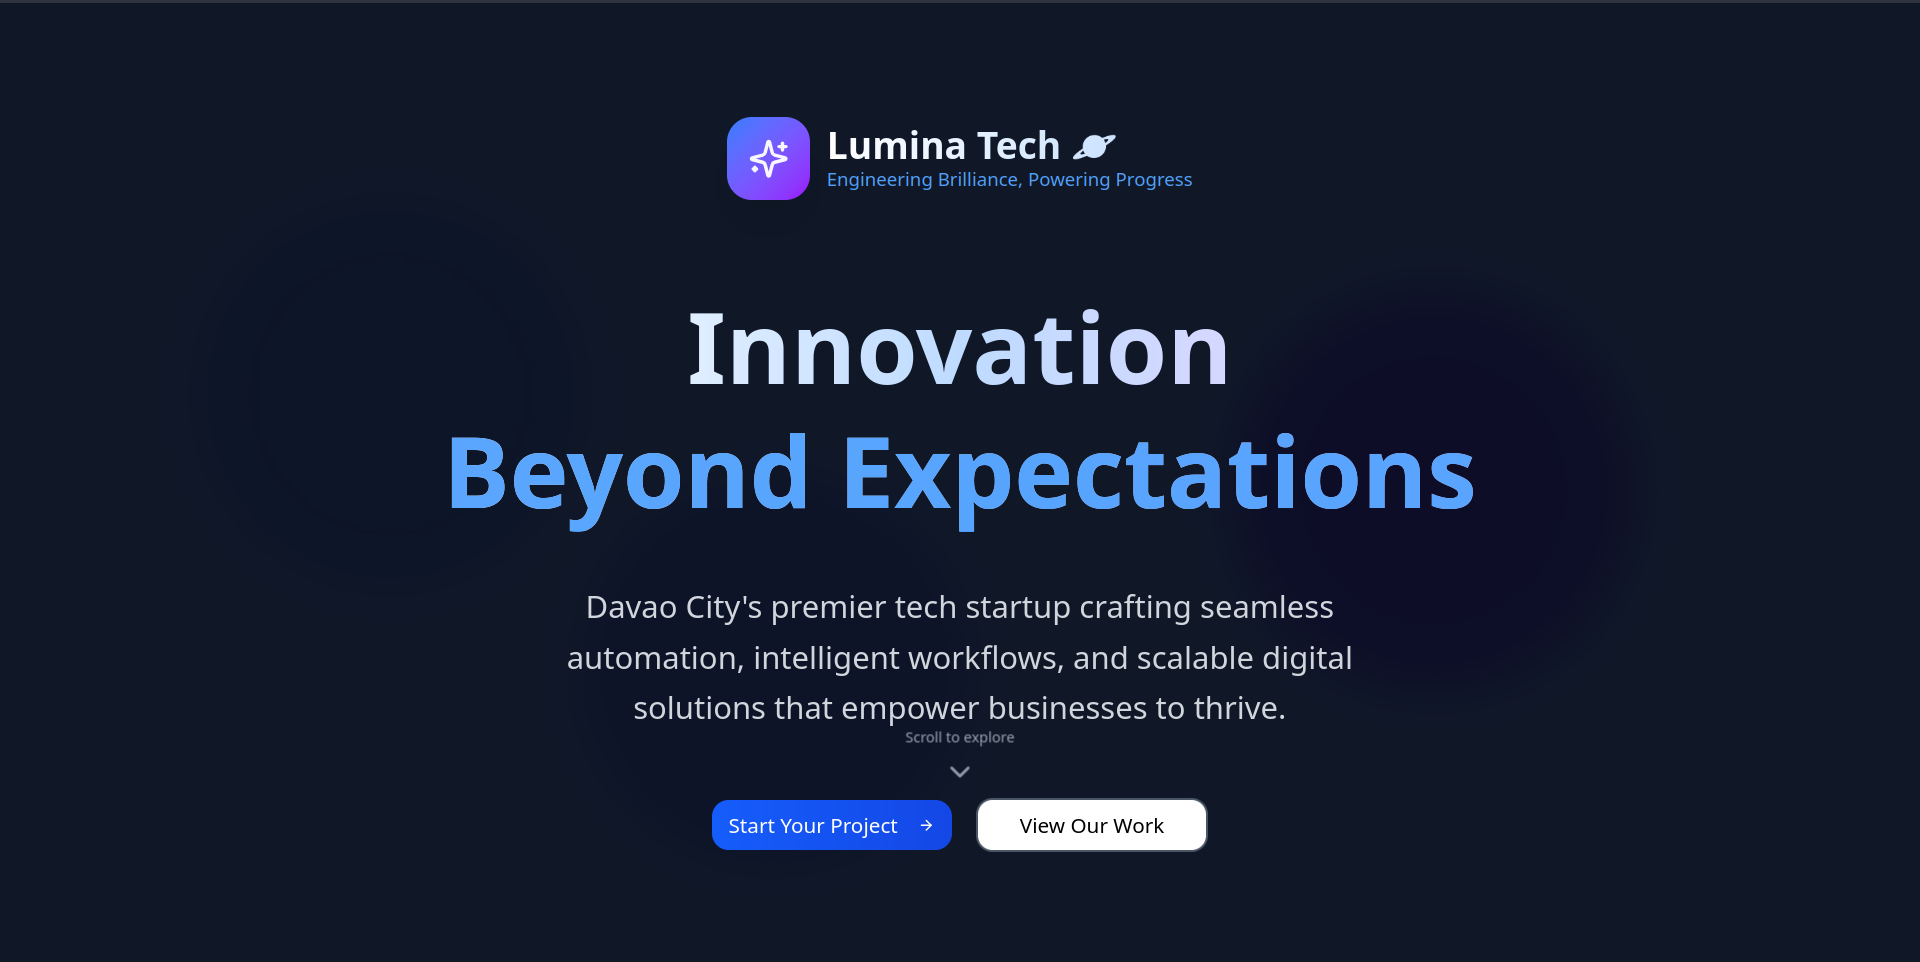 Lumina Tech 🪐
Engineering Brilliance, Powering Progress
Innovation
Beyond Expectations
Davao City's premier tech startup crafting seamless
automation, intelligent workflows, and scalable digital
solutions that empower businesses to thrive.
Scroll to explore
Start Your Project →
View Our Work